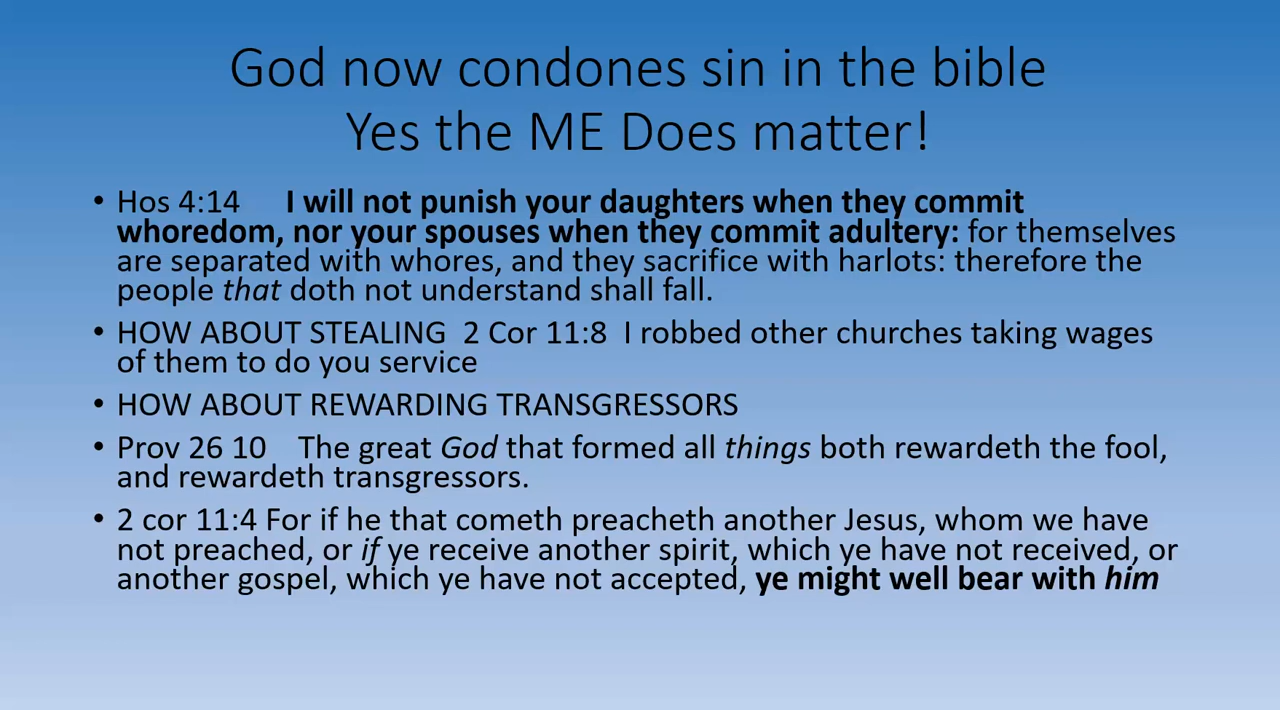 God now condones sin in the bible
Yes the ME Does matter!
• Hos 4:14 I will not punish your daughters when they commit
whoredom, nor your spouses when they commit adultery: for themselves
are separated with whores, and they sacrifice with harlots: therefore the
people that doth not understand shall fall.
• HOW ABOUT STEALING 2 Cor 11:8 I robbed other churches taking wages
of them to do you service
• HOW ABOUT REWARDING TRANSGRESSORS
• Prov 26 10 The great God that formed all things both rewardeth the fool,
and rewardeth transgressors.
• 2 cor 11:4 For if he that cometh preacheth another Jesus, whom we have
not preached, or if ye receive another spirit, which ye have not received, or
another gospel, which ye have not accepted, ye might well bear with him